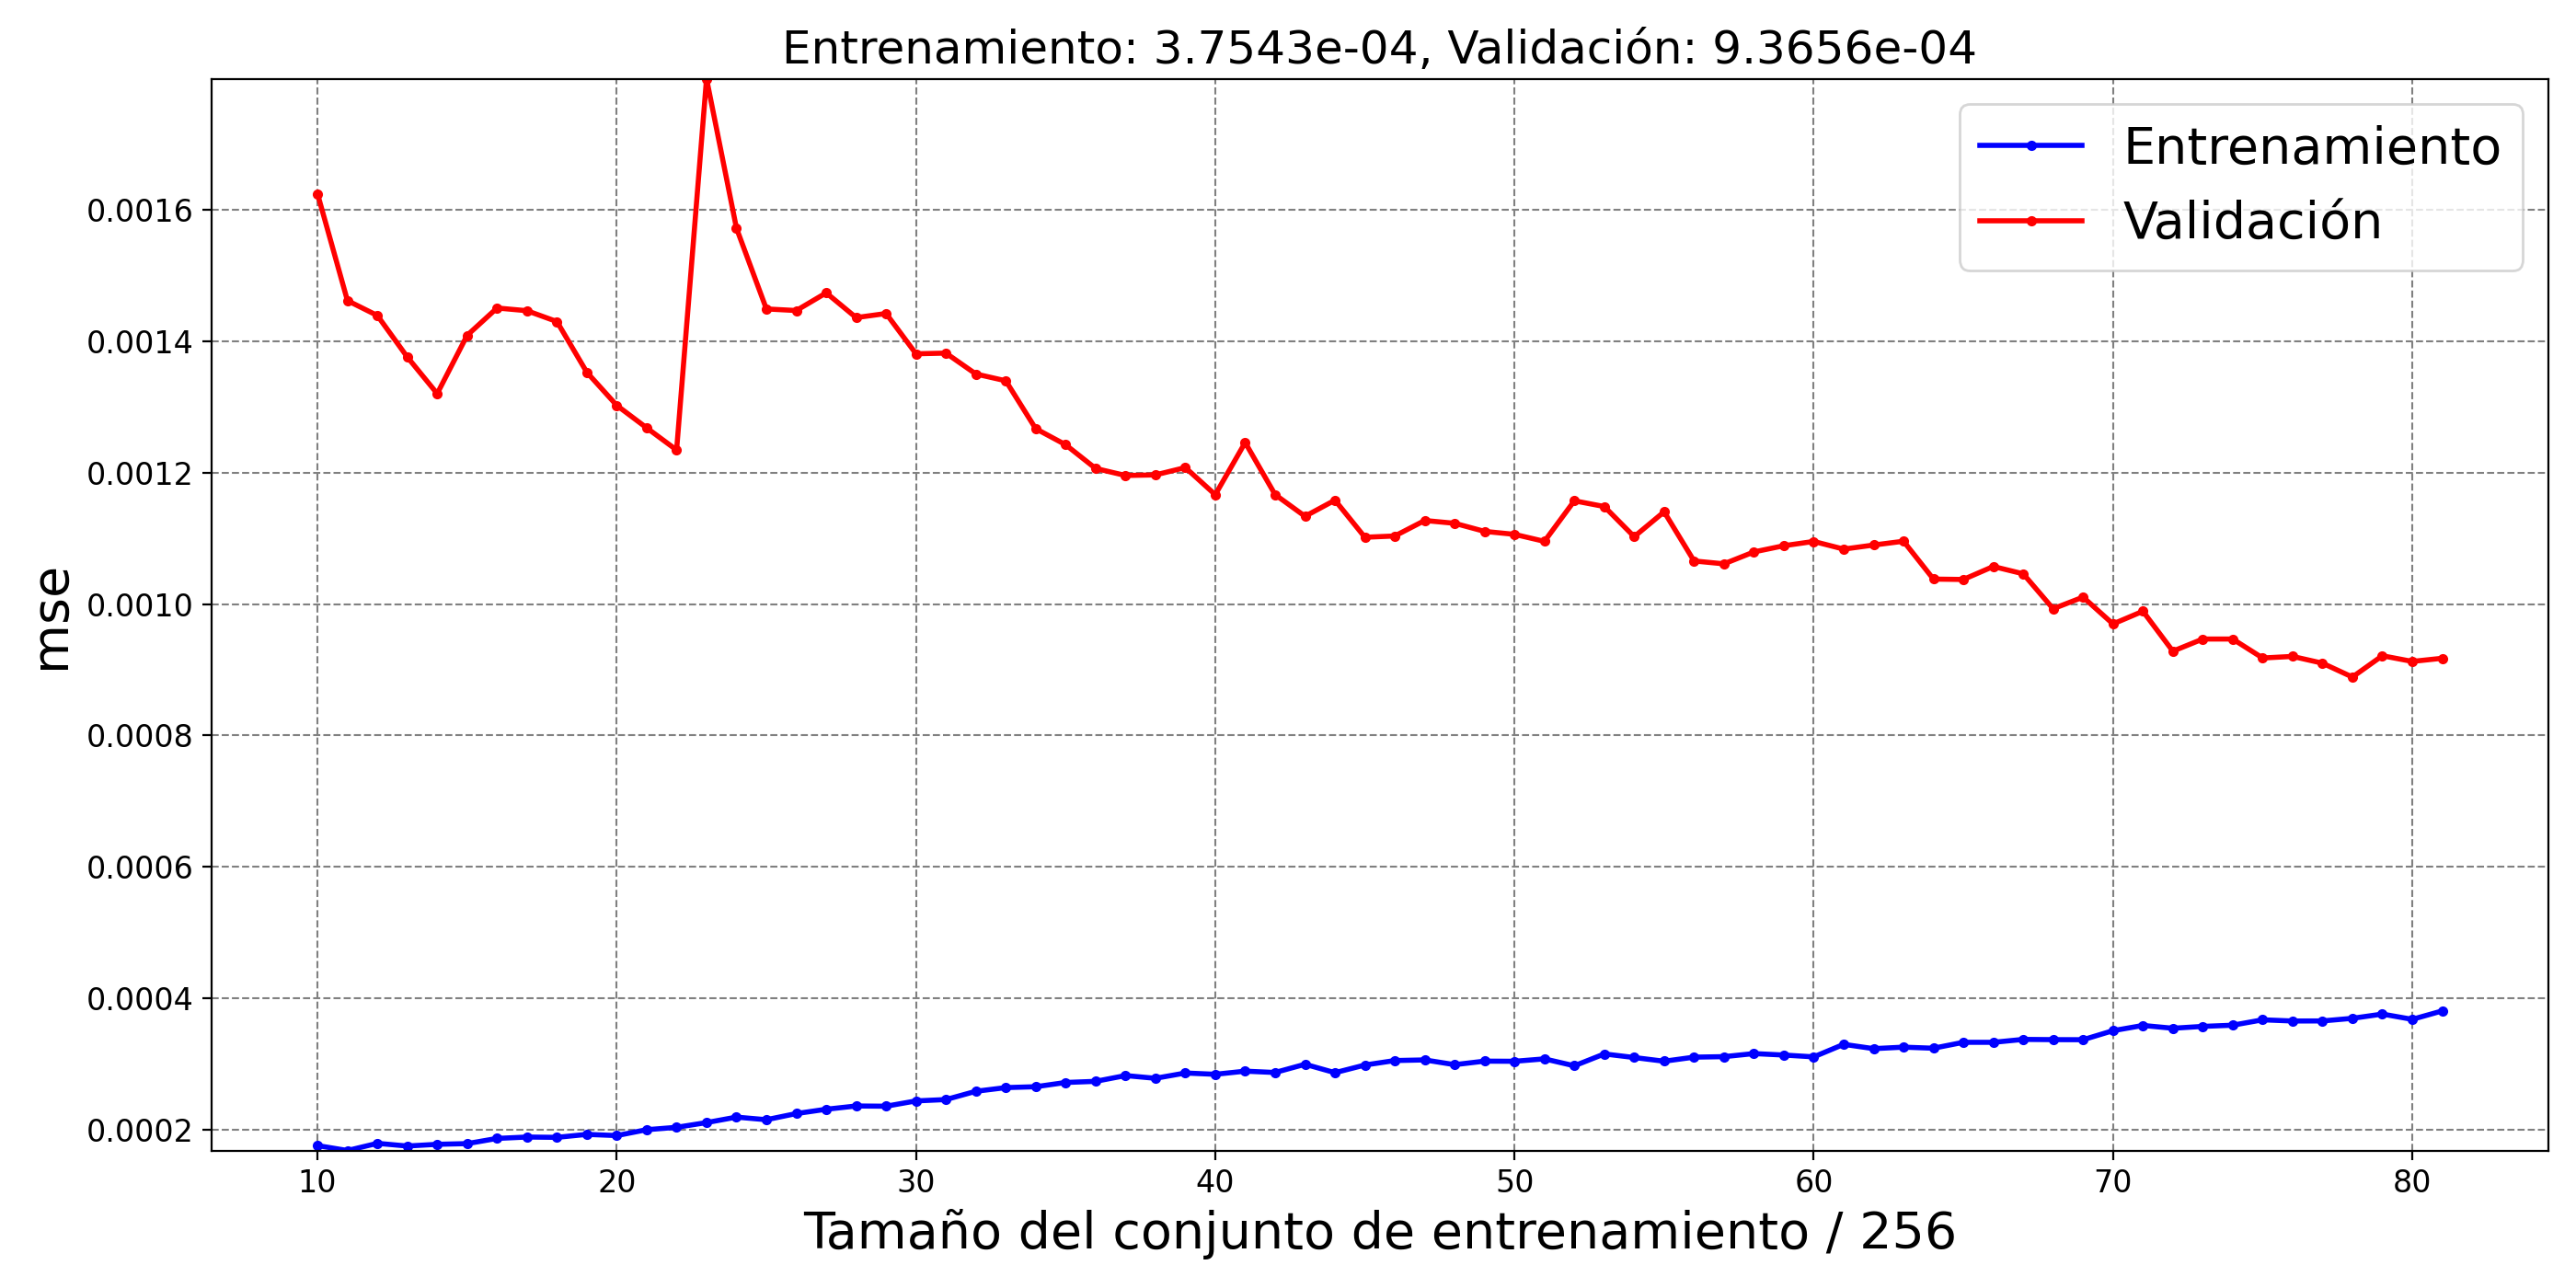 Entrenamiento: 3.7543e-04, Validación: 9.3656e-04
Entrenamiento
Validación
mse
0.0016
0.0014
0.0012
0.0010
0.0008
0.0006
0.0004
0.0002
10 20 30 40 50 60 70 80
Tamaño del conjunto de entrenamiento / 256